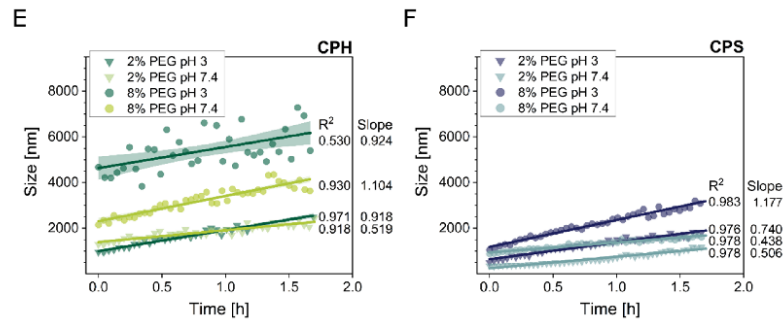 E
CPH
2% PEG pH 3
2% PEG pH 7.4
8% PEG pH 3
8% PEG pH 7.4
8000
6000
4000
2000
Size [nm]
R² Slope
0.530 0.924
0.930 1.104
0.971 0.918
0.918 0.519
0.0 0.5 1.0 1.5 2.0
Time [h]
F
CPS
2% PEG pH 3
2% PEG pH 7.4
8% PEG pH 3
8% PEG pH 7.4
8000
6000
4000
2000
Size [nm]
R² Slope
0.983 1.177
0.976 0.740
0.978 0.438
0.978 0.506
0.0 0.5 1.0 1.5 2.0
Time [h]